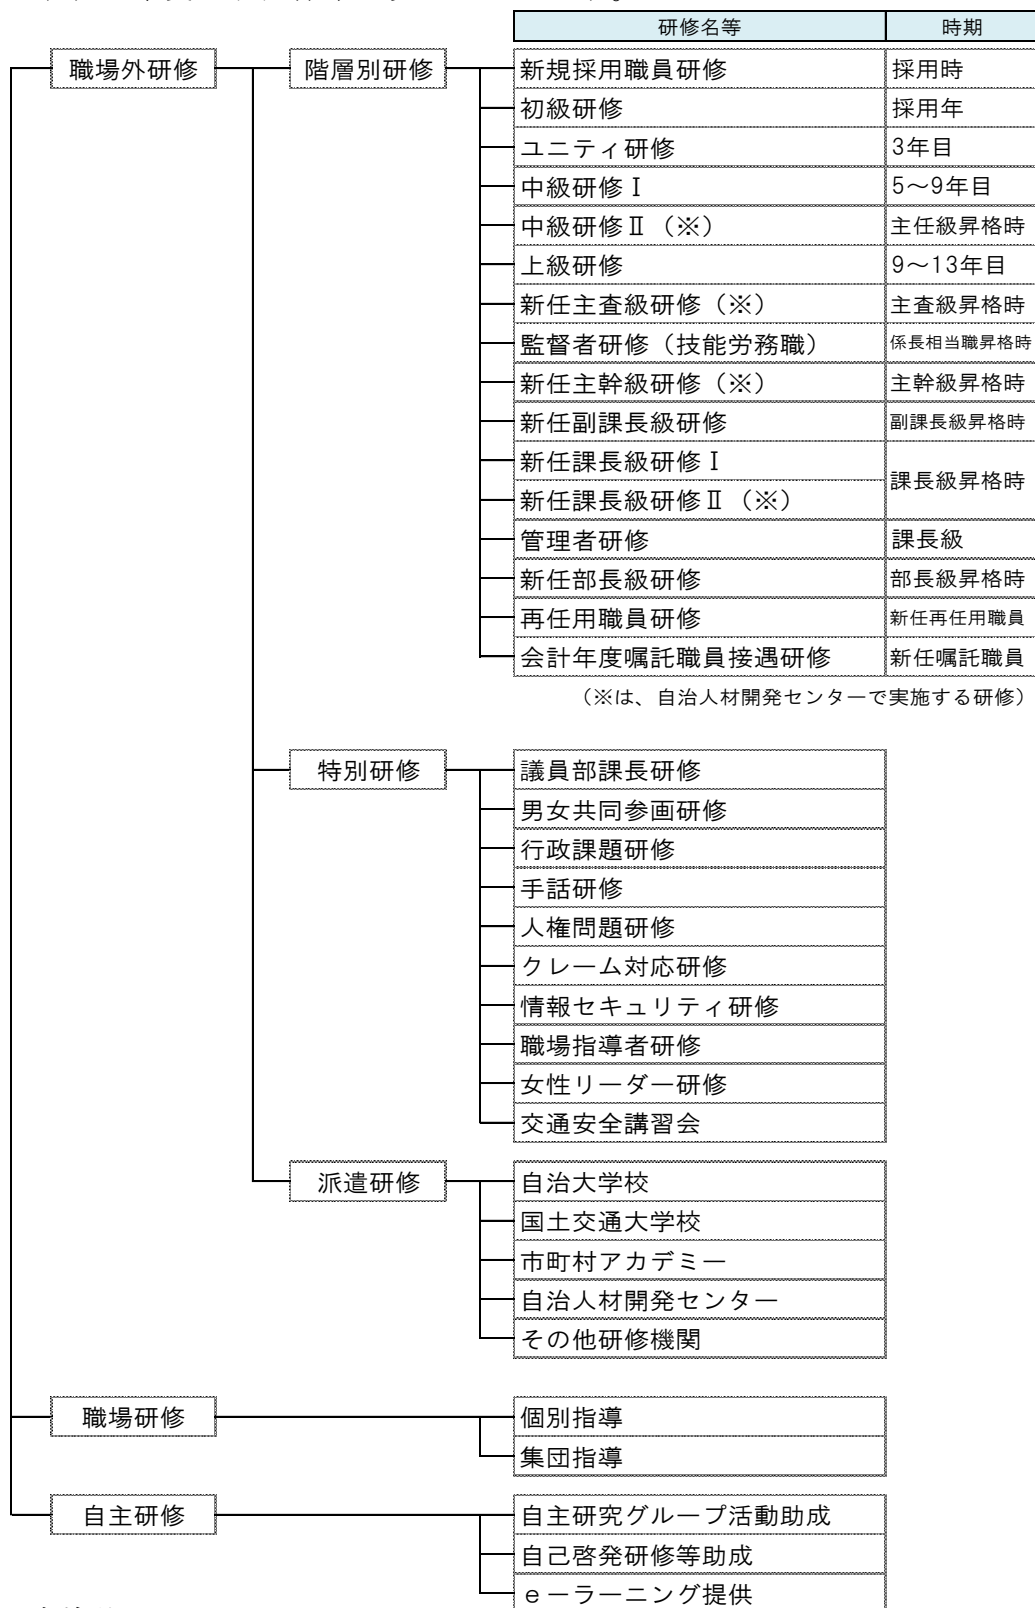 研修名等 時期
職場外研修 階層別研修 新規採用職員研修 採用時
初級研修 採用年
ユニティ研修 3年目
中級研修Ⅰ 5～9年目
中級研修Ⅱ（※） 主任級昇格時
上級研修 9～13年目
新任主査級研修（※） 主査級昇格時
監督者研修（技能労務職） 係長相当職昇格時
新任主幹級研修（※） 主幹級昇格時
新任副課長級研修 副課長級昇格時
新任課長級研修Ⅰ 課長級昇格時
新任課長級研修Ⅱ（※）
管理者研修 課長級
新任部長級研修 部長級昇格時
再任用職員研修 新任再任用職員
会計年度嘱託職員接遇研修 新任嘱託職員
（※は、自治人材開発センターで実施する研修）
特別研修 議員部課長研修
男女共同参画研修
行政課題研修
手話研修
人権問題研修
クレーム対応研修
情報セキュリティ研修
職場指導者研修
女性リーダー研修
交通安全講習会
派遣研修 自治大学校
国土交通大学校
市町村アカデミー
自治人材開発センター
その他研修機関
職場研修 個別指導
集団指導
自主研修 自主研究グループ活動助成
自己啓発研修等助成
ｅーラーニング提供